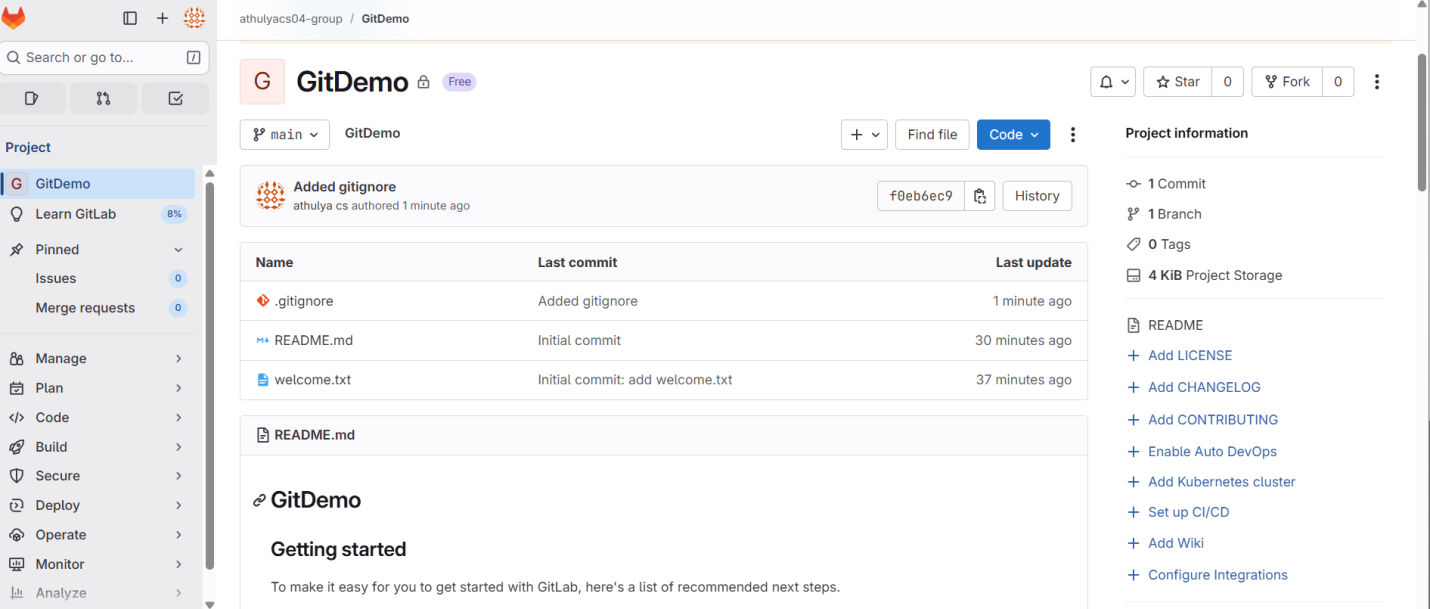 athulyacs04-group / GitDemo
Search or go to... /
Project
G GitDemo
Learn GitLab 8%
Pinned
Issues 0
Merge requests 0
Manage
Plan
Code
Build
Secure
Deploy
Operate
Monitor
Analyze
G GitDemo Free
Star 0 Fork 0
main GitDemo Find file Code
Added gitignore
athulya cs authored 1 minute ago
f0eb6ec9 History
Name Last commit Last update
.gitignore Added gitignore 1 minute ago
README.md Initial commit 30 minutes ago
welcome.txt Initial commit: add welcome.txt 37 minutes ago
README.md
GitDemo
Getting started
To make it easy for you to get started with GitLab, here's a list of recommended next steps.
Project information
1 Commit
1 Branch
0 Tags
4 KiB Project Storage
README
Add LICENSE
Add CHANGELOG
Add CONTRIBUTING
Enable Auto DevOps
Add Kubernetes cluster
Set up CI/CD
Add Wiki
Configure Integrations